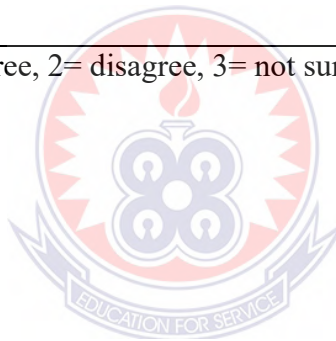 ree, 2= disagree, 3= not sur
EDUCATION FOR SERVICE